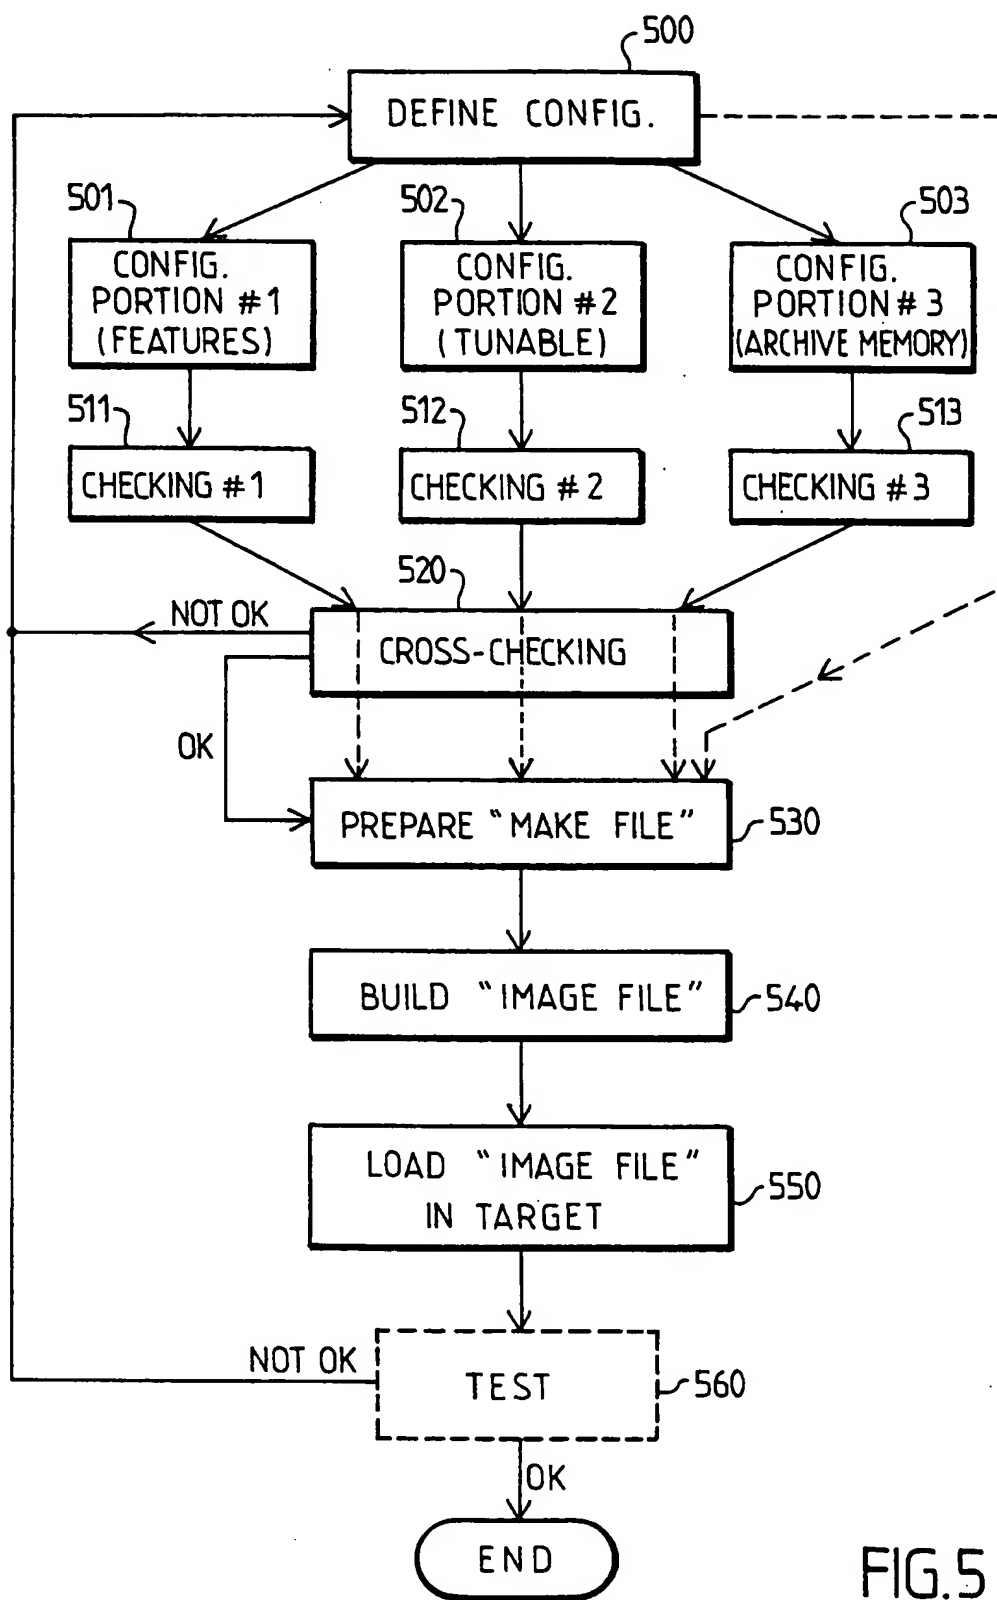 500
DEFINE CONFIG.
501
502
503
CONFIG.
PORTION #1
(FEATURES)
CONFIG.
PORTION #2
(TUNABLE)
CONFIG.
PORTION #3
(ARCHIVE MEMORY)
511
512
513
CHECKING #1
CHECKING #2
CHECKING #3
520
NOT OK
CROSS-CHECKING
OK
PREPARE "MAKE FILE"
530
BUILD "IMAGE FILE"
540
LOAD "IMAGE FILE"
IN TARGET
550
NOT OK
TEST
560
OK
END
FIG.5